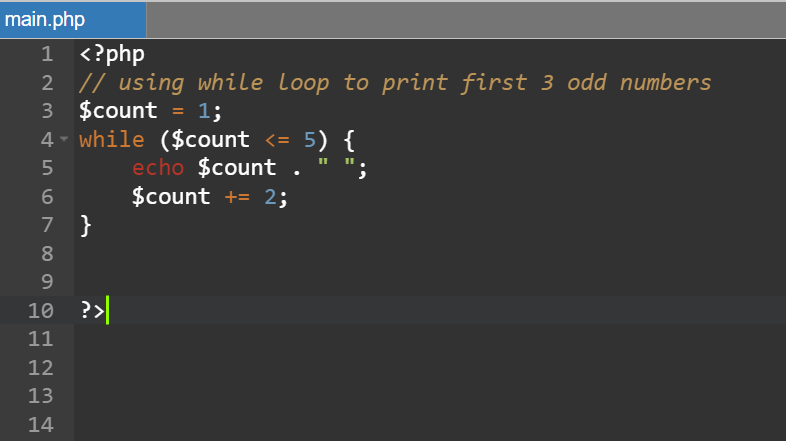 main.php
1 <?php
2 // using while loop to print first 3 odd numbers
3 $count = 1;
4 while ($count <= 5) {
5     echo $count . " ";
6     $count += 2;
7 }
8
9
10 ?>
11
12
13
14